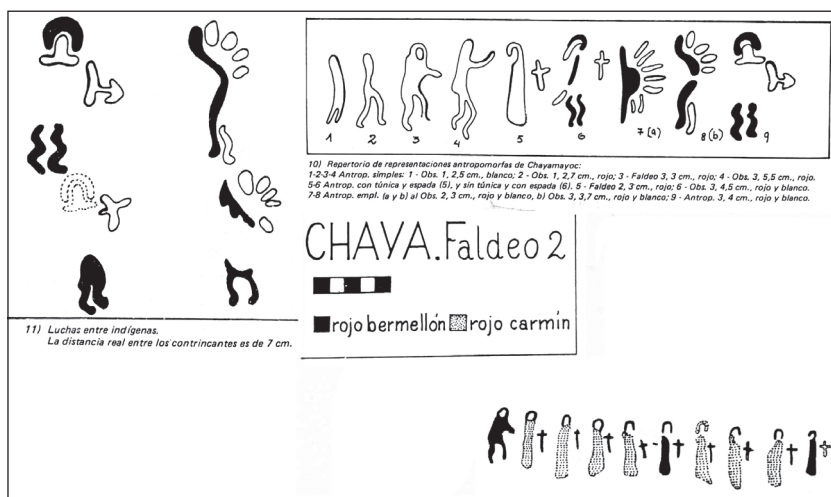 1 2 3 4 5 6 7(a) 8(b) 9
10) Repertorio de representaciones antropomorfas de Chayamayoc:
1-2-3-4 Antrop. simples: 1 - Obs. 1, 2,5 cm., blanco; 2 - Obs. 1, 2,7 cm., rojo; 3 - Faldeo 3, 3 cm., rojo; 4 - Obs. 3, 5,5 cm., rojo.
5-6 Antrop. con túnica y espada (5), y sin túnica y con espada (6). 5 - Faldeo 2, 3 cm., rojo; 6 - Obs. 3, 4,5 cm., rojo y blanco.
7-8 Antrop. empl. (a y b) al Obs. 2, 3 cm., rojo y blanco, b) Obs. 3, 3,7 cm., rojo y blanco; 9 - Antrop. 3, 4 cm., rojo y blanco.
CHAYA. Faldeo 2
rojo bermellón rojo carmín
11) Luchas entre indígenas.
La distancia real entre los contrincantes es de 7 cm.